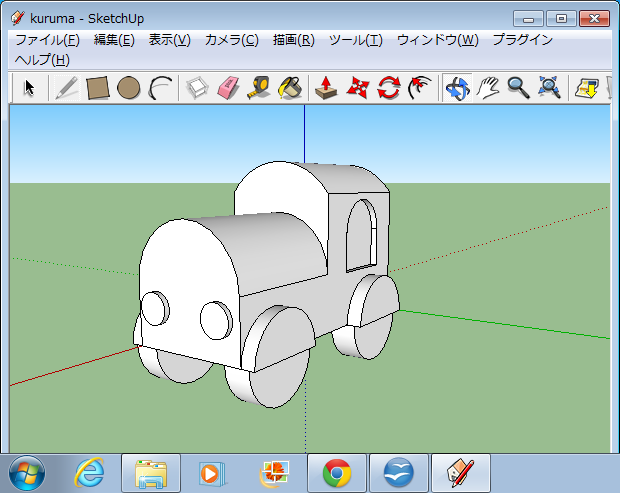 kuruma - SketchUp
ファイル(F) 編集(E) 表示(V) カメラ(C) 描画(R) ツール(T) ウィンドウ(W) プラグイン
ヘルプ(H)